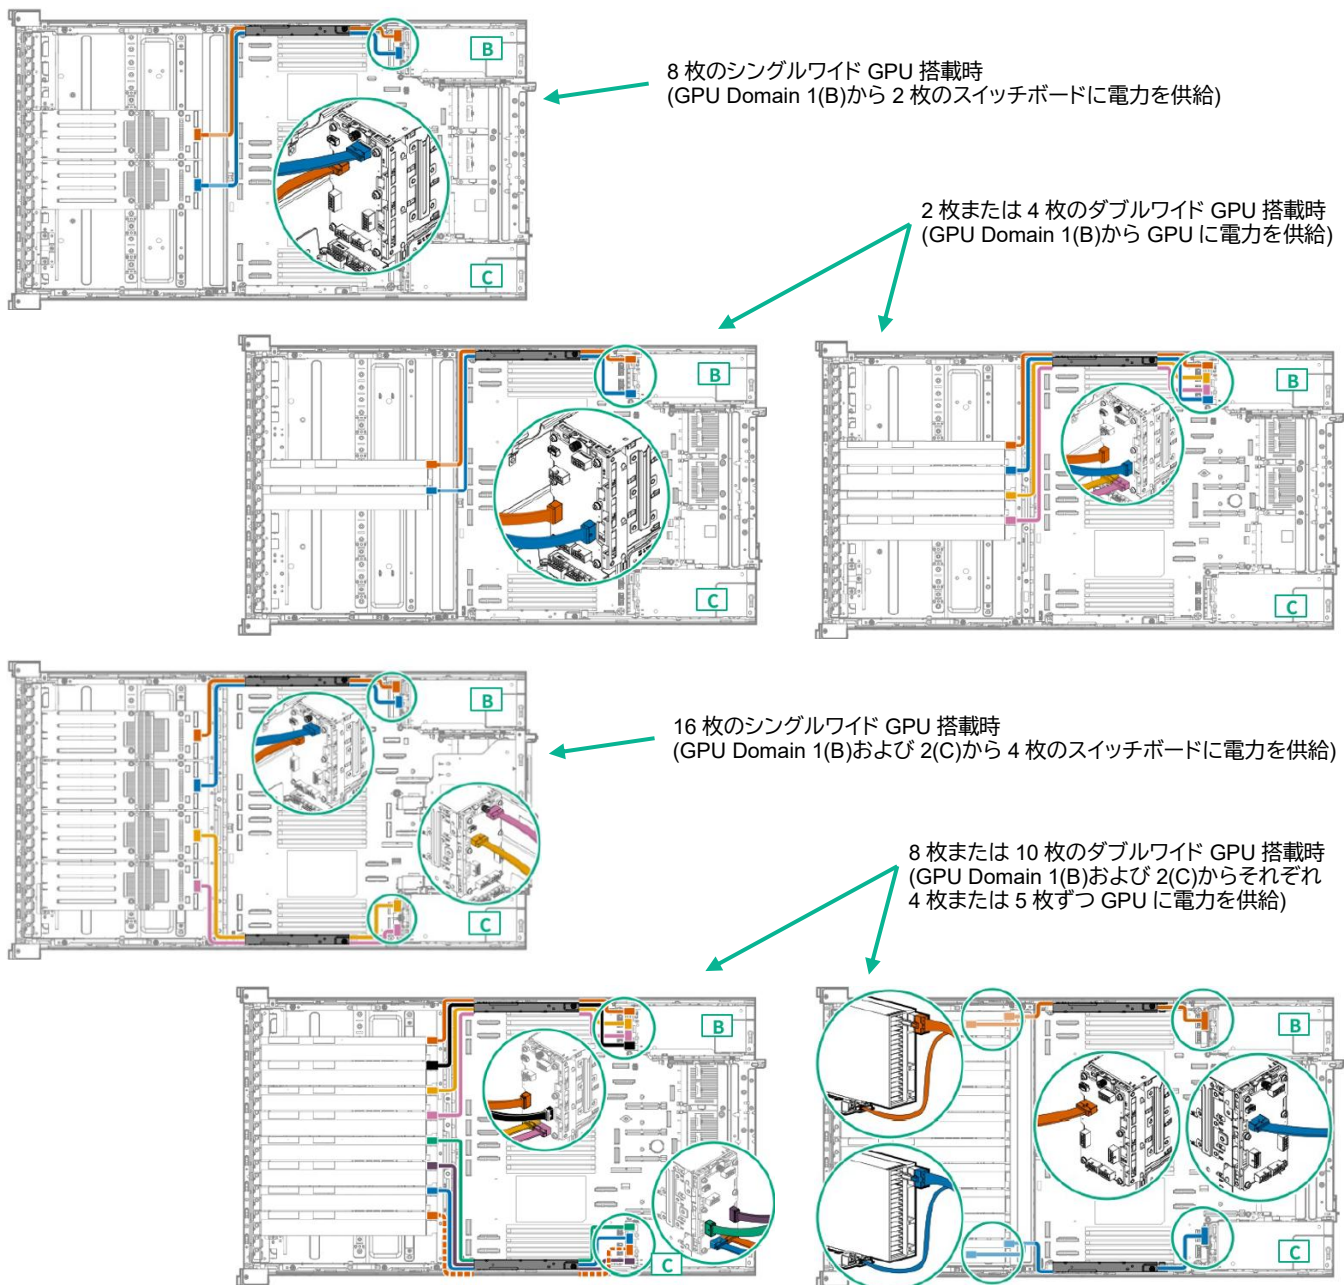 B
8 枚のシングルワイド GPU 搭載時
(GPU Domain 1(B)から 2 枚のスイッチボードに電力を供給)
C
2 枚または 4 枚のダブルワイド GPU 搭載時
(GPU Domain 1(B)から GPU に電力を供給)
B
B
C
C
B
16 枚のシングルワイド GPU 搭載時
(GPU Domain 1(B)および 2(C)から 4 枚のスイッチボードに電力を供給)
C
8 枚または 10 枚のダブルワイド GPU 搭載時
(GPU Domain 1(B)および 2(C)からそれぞれ
4 枚または 5 枚ずつ GPU に電力を供給)
B
B
C
C